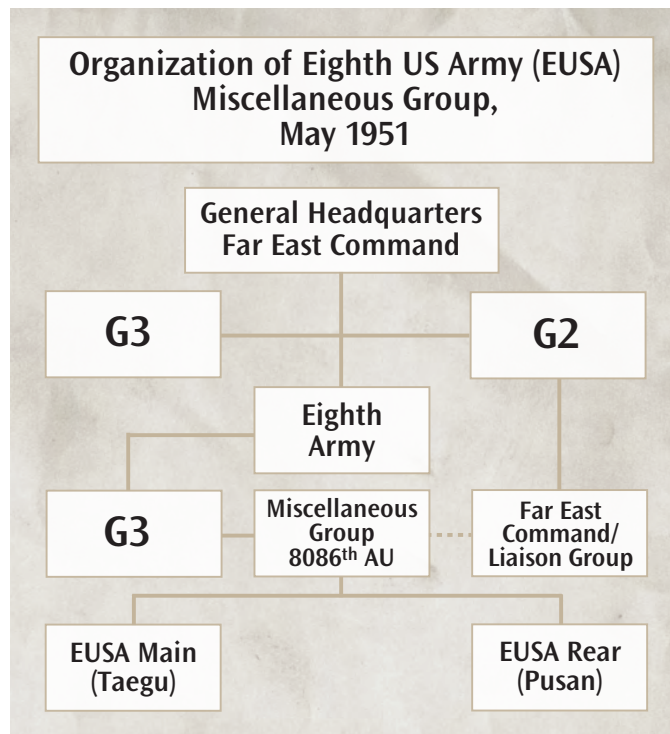 Organization of Eighth US Army (EUSA)
Miscellaneous Group,
May 1951
General Headquarters
Far East Command
G3
G2
Eighth
Army
G3
Miscellaneous
Group
8086th AU
Far East
Command/
Liaison Group
EUSA Main
(Taegu)
EUSA Rear
(Pusan)